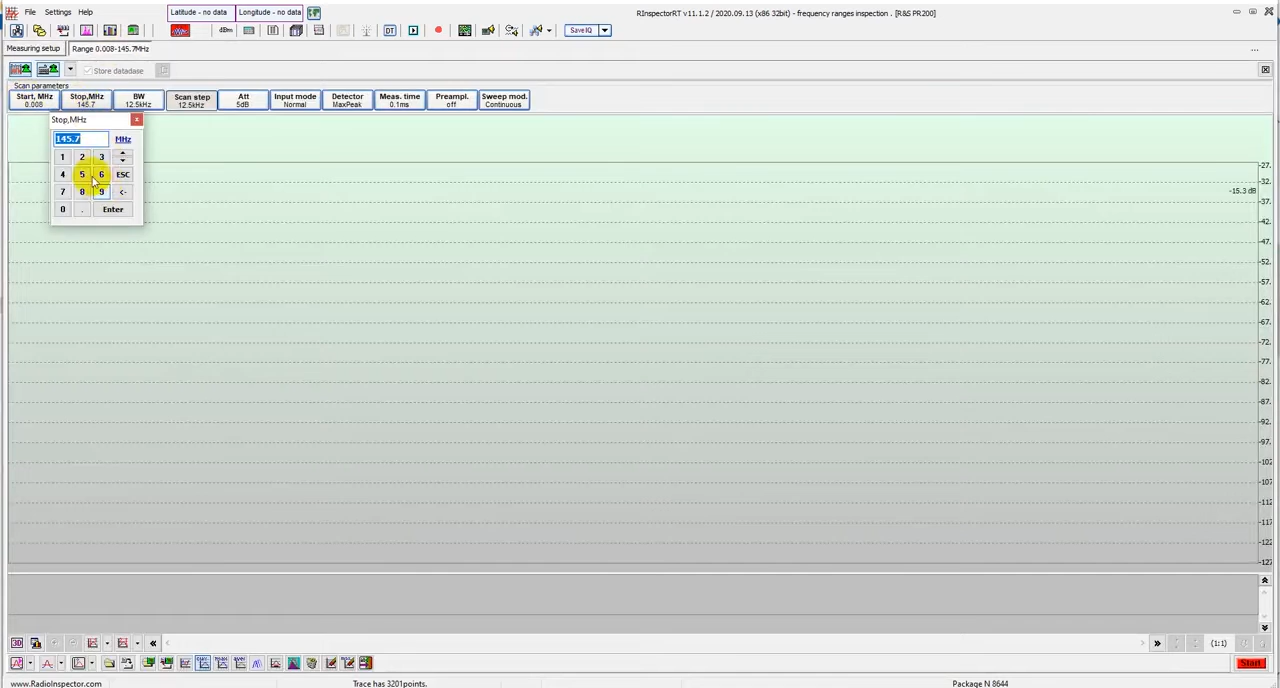 File Settings Help
Latitude - no data Longitude - no data
RInspectorRT v11.1.2 / 2020.09.13 (x86 32bit) - frequency ranges inspection . [R&S PR200]
dBm DT Save IQ
Measuring setup Range 0.008-145.7MHz ...
Store datadase
Scan parameters
Start, MHz Stop,MHz BW Scan step Att Input mode Detector Meas. time Preampl. Sweep mod.
0.008 145.7 12.5kHz 12.5kHz 5dB Normal MaxPeak 0.1ms off Continuous
Stop,MHz x
145.7 MHz
1 2 3
4 5 6 ESC
7 8 9 <-
0 . Enter
-27.
-32.
-15.3 dB
-37.
-42.
-47.
-52.
-57.
-62.
-67.
-72.
-77.
-82.
-87.
-92.
-97.
-102
-107
-112
-117
-122
-127
3D (1:1)
Start
www.RadioInspector.com Trace has 3201points. Package N 8644